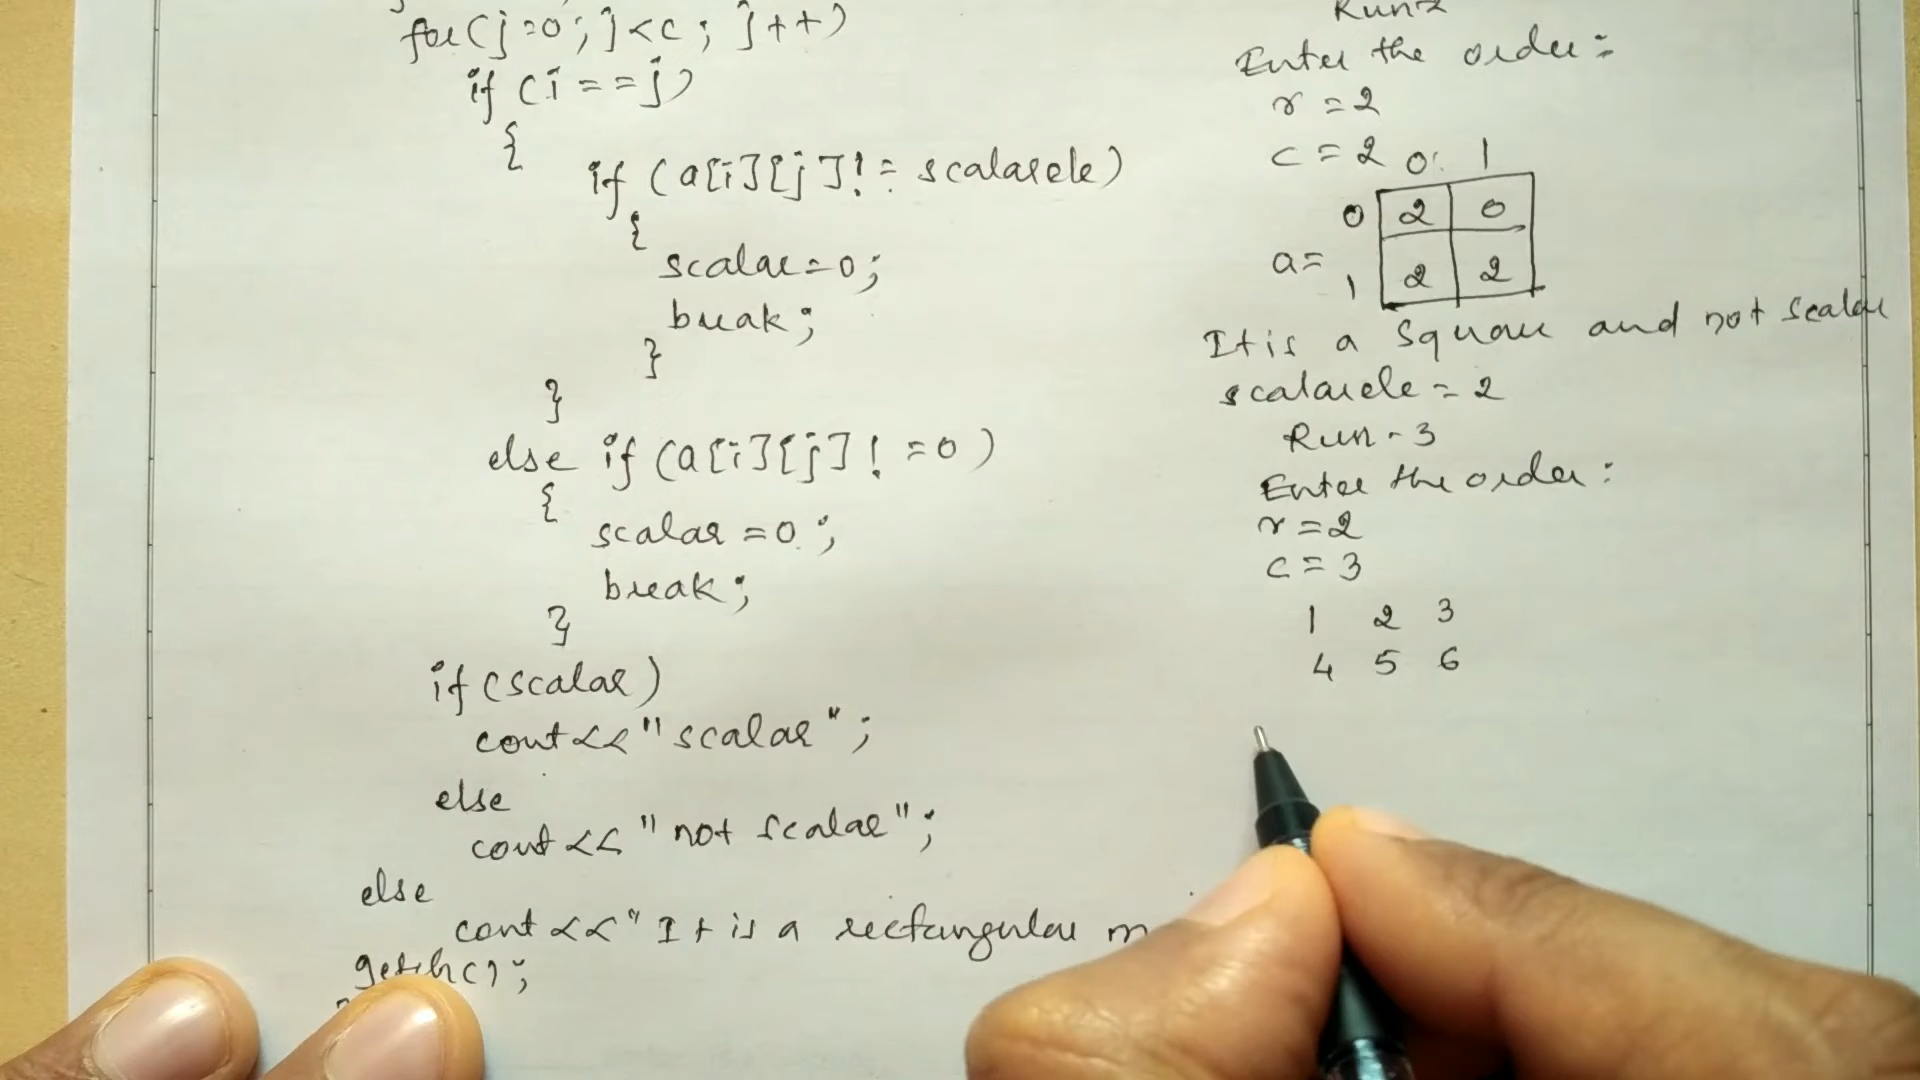 for(j=0; j<c; j++)
if (i==j)
{
if (a[i][j]!= scalarele)
{
scalar=0;
break;
}
}
else if (a[i][j]!=0)
{
scalar=0;
break;
}
if(scalar)
cout<<"scalar";
else
cout<<"not scalar";
else
cout<<"It is a rectangular m
getch();
Run-2
Enter the order:
r=2
c=2
0 1
0 2 0
a=
1 2 2
It is a square and not scalar
scalarele=2
Run-3
Enter the order:
r=2
c=3
1 2 3
4 5 6